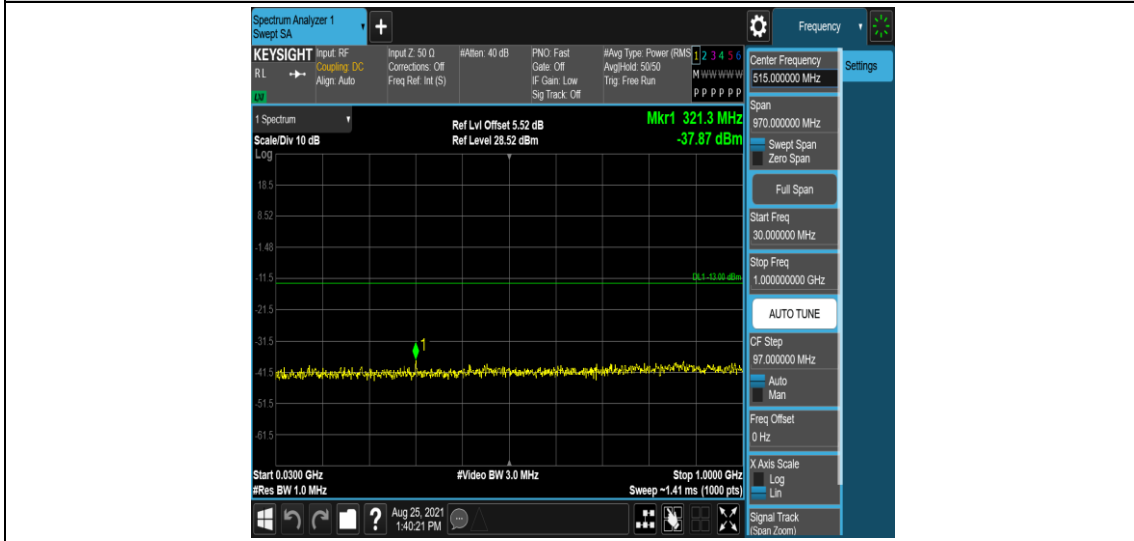 Spectrum Analyzer 1
Swept SA
+
Frequency
KEYSIGHT
RL
Input: RF
Coupling: DC
Align: Auto
Input Z: 50 Ω
Corrections: Off
Freq Ref: Int (S)
#Atten: 40 dB
PNO: Fast
Gate: Off
IF Gain: Low
Sig Track: Off
#Avg Type: Power (RMS
Avg|Hold: 50/50
Trig: Free Run
1 2 3 4 5 6
M W W W W W
P P P P P P
1 Spectrum
Scale/Div 10 dB
Log
Ref Lvl Offset 5.52 dB
Ref Level 28.52 dBm
Mkr1 321.3 MHz
-37.87 dBm
18.5
8.52
-1.48
-11.5
-21.5
-31.5
-41.5
-51.5
-61.5
DL1 -13.00 dBm
1
Start 0.0300 GHz
#Res BW 1.0 MHz
#Video BW 3.0 MHz
Stop 1.0000 GHz
Sweep ~1.41 ms (1000 pts)
?
Aug 25, 2021
1:40:21 PM
Center Frequency
515.000000 MHz
Settings
Span
970.000000 MHz
Swept Span
Zero Span
Full Span
Start Freq
30.000000 MHz
Stop Freq
1.000000000 GHz
AUTO TUNE
CF Step
97.000000 MHz
Auto
Man
Freq Offset
0 Hz
X Axis Scale
Log
Lin
Signal Track
(Span Zoom)